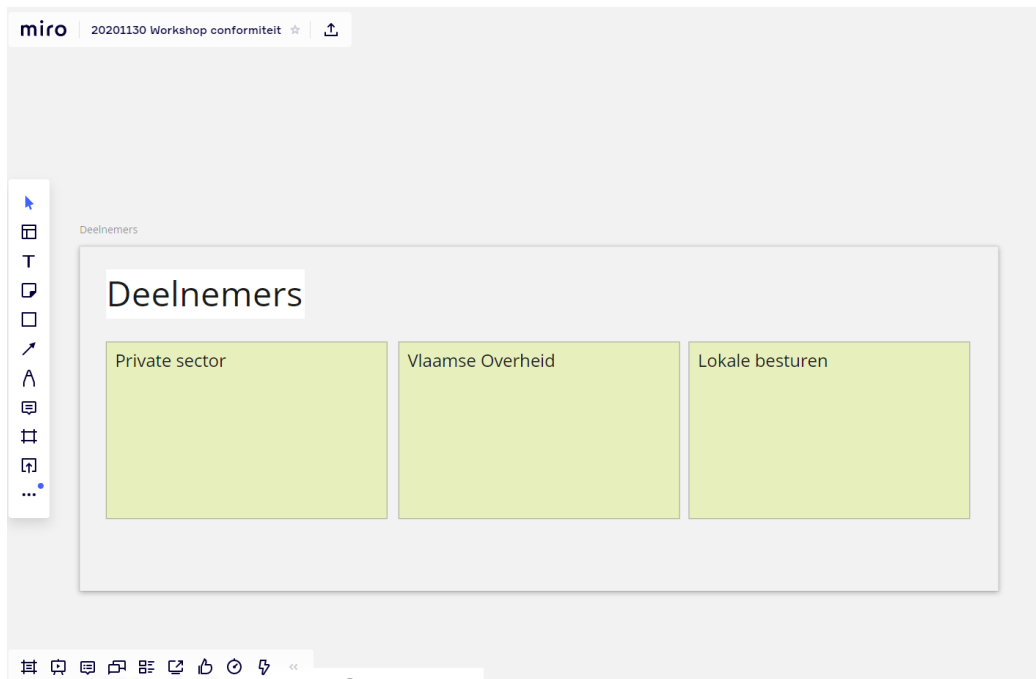 miro 20201130 Workshop conformiteit
Deelnemers
Deelnemers
Private sector
Vlaamse Overheid
Lokale besturen